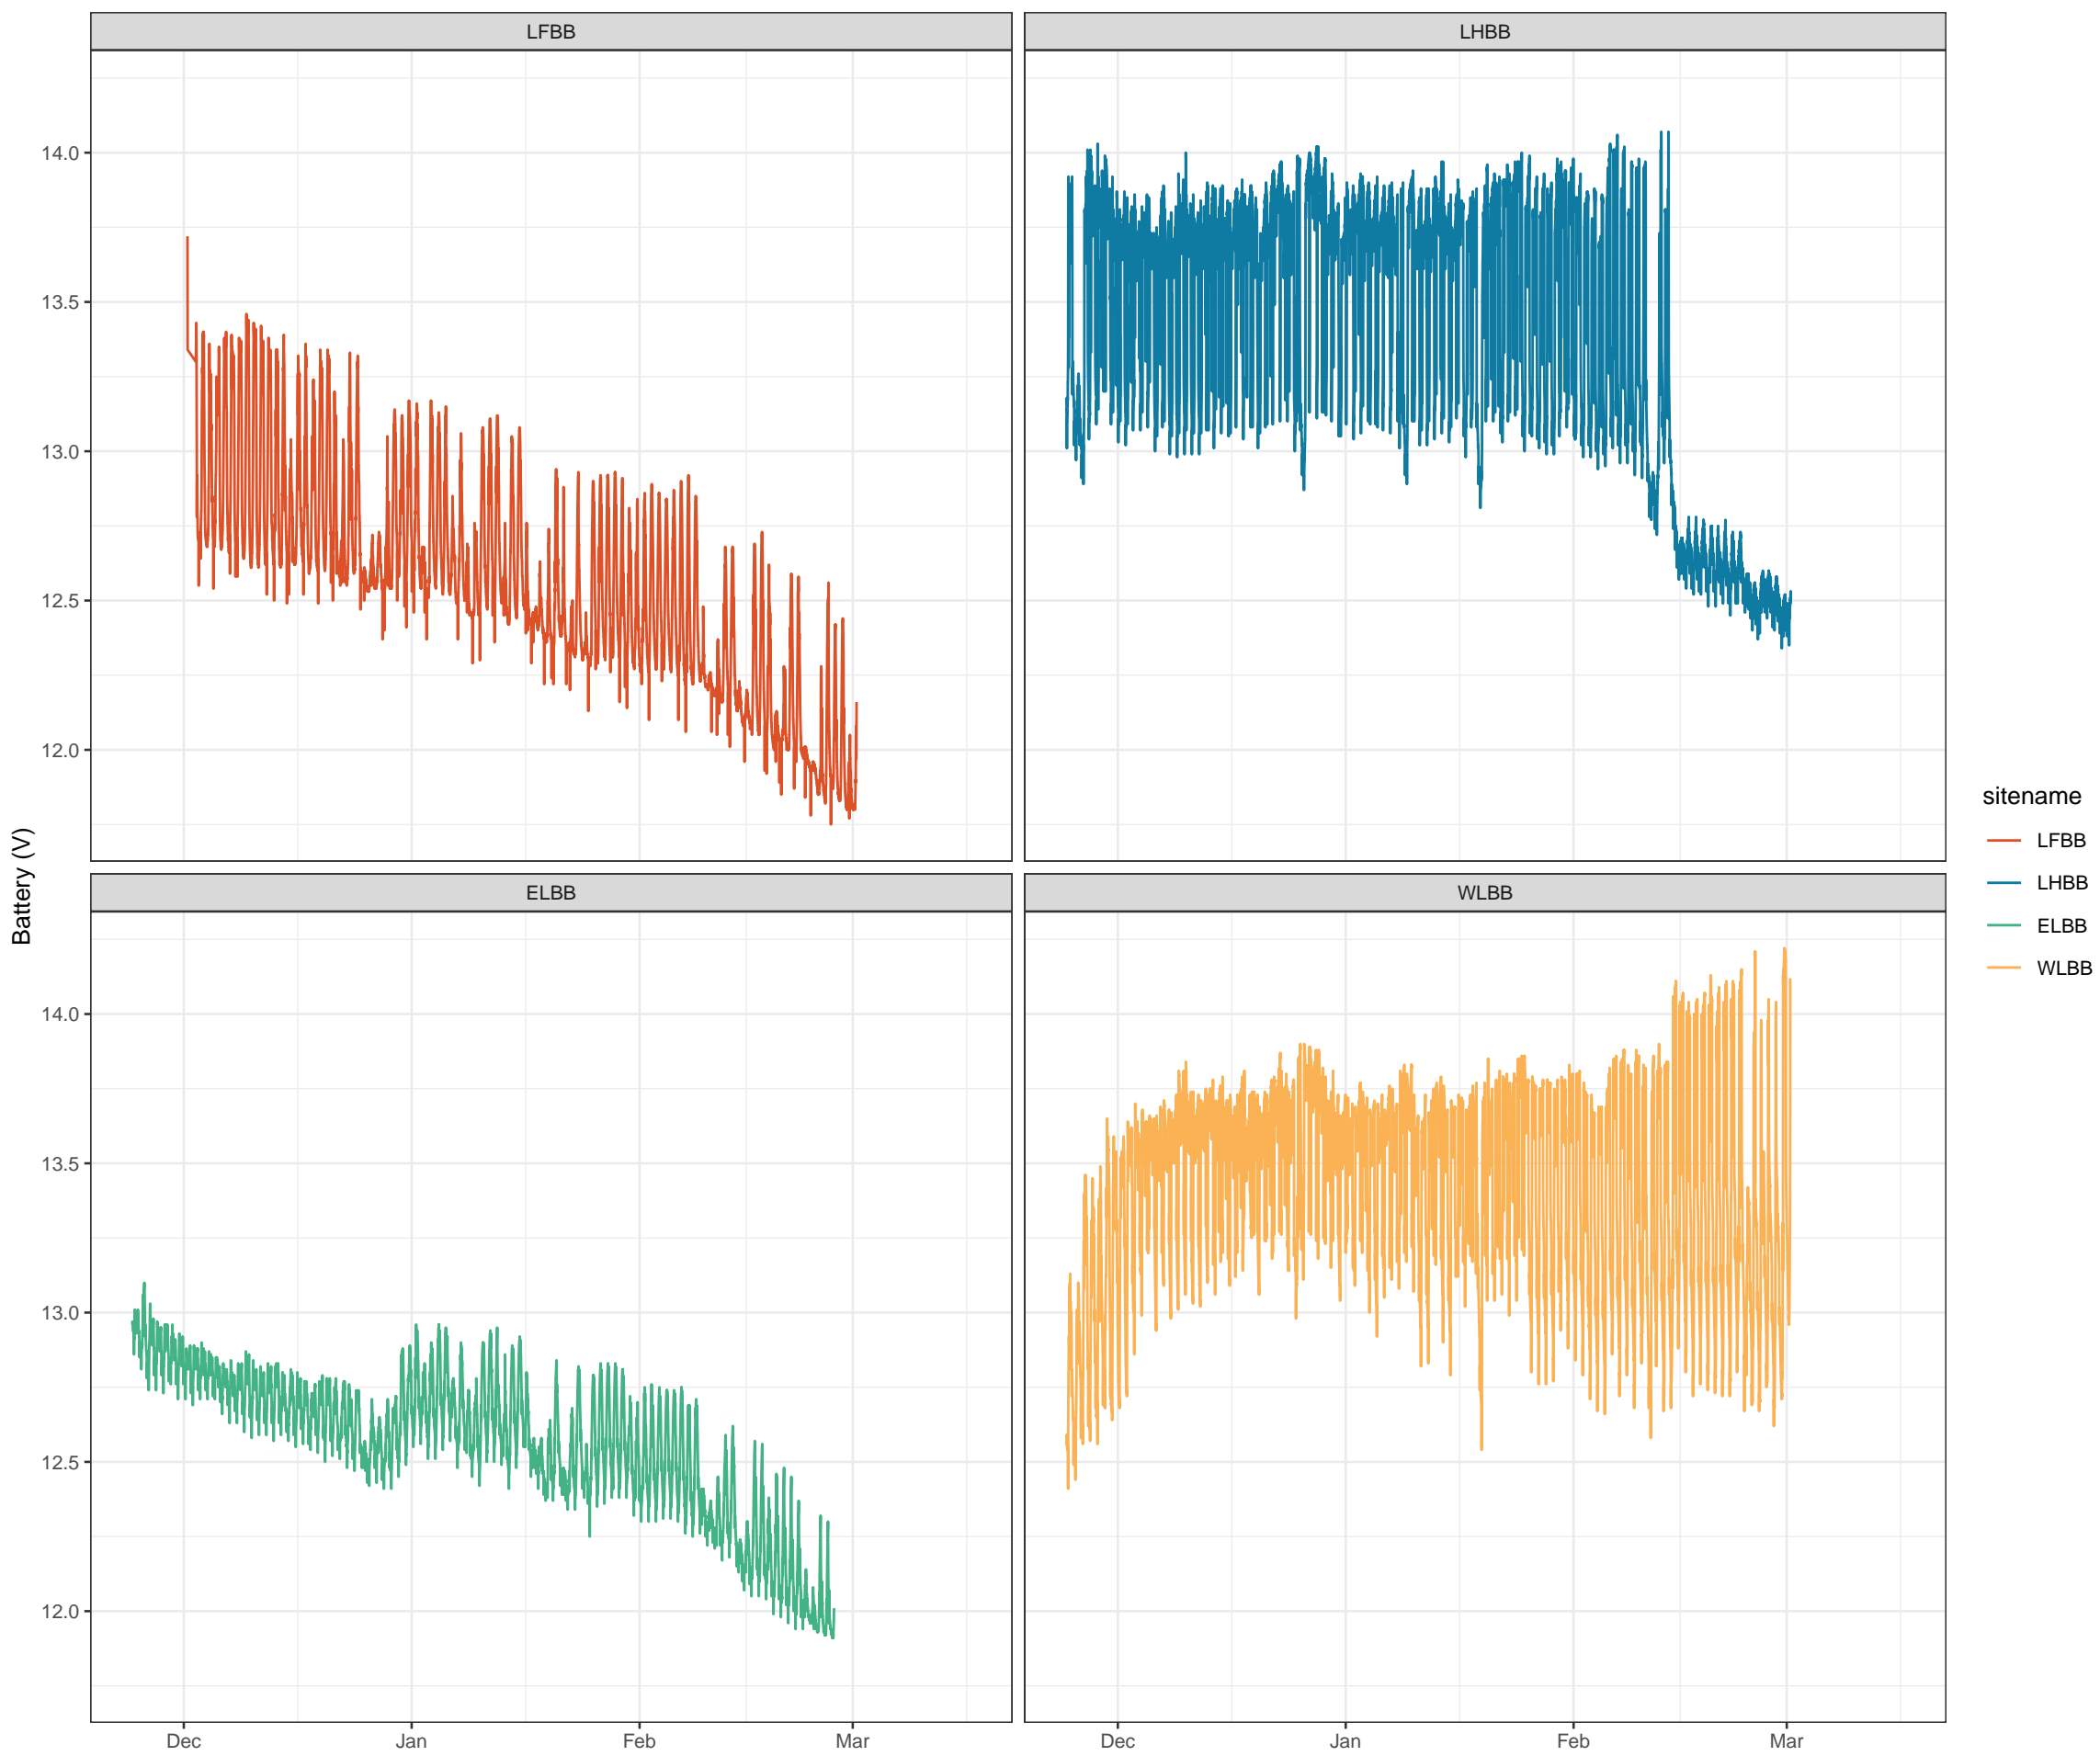 LFBB
LHBB
14.0
13.5
13.0
12.5
12.0
ELBB
WLBB
14.0
13.5
13.0
12.5
12.0
Dec
Jan
Feb
Mar
Dec
Jan
Feb
Mar
Battery (V)
sitename
LFBB
LHBB
ELBB
WLBB